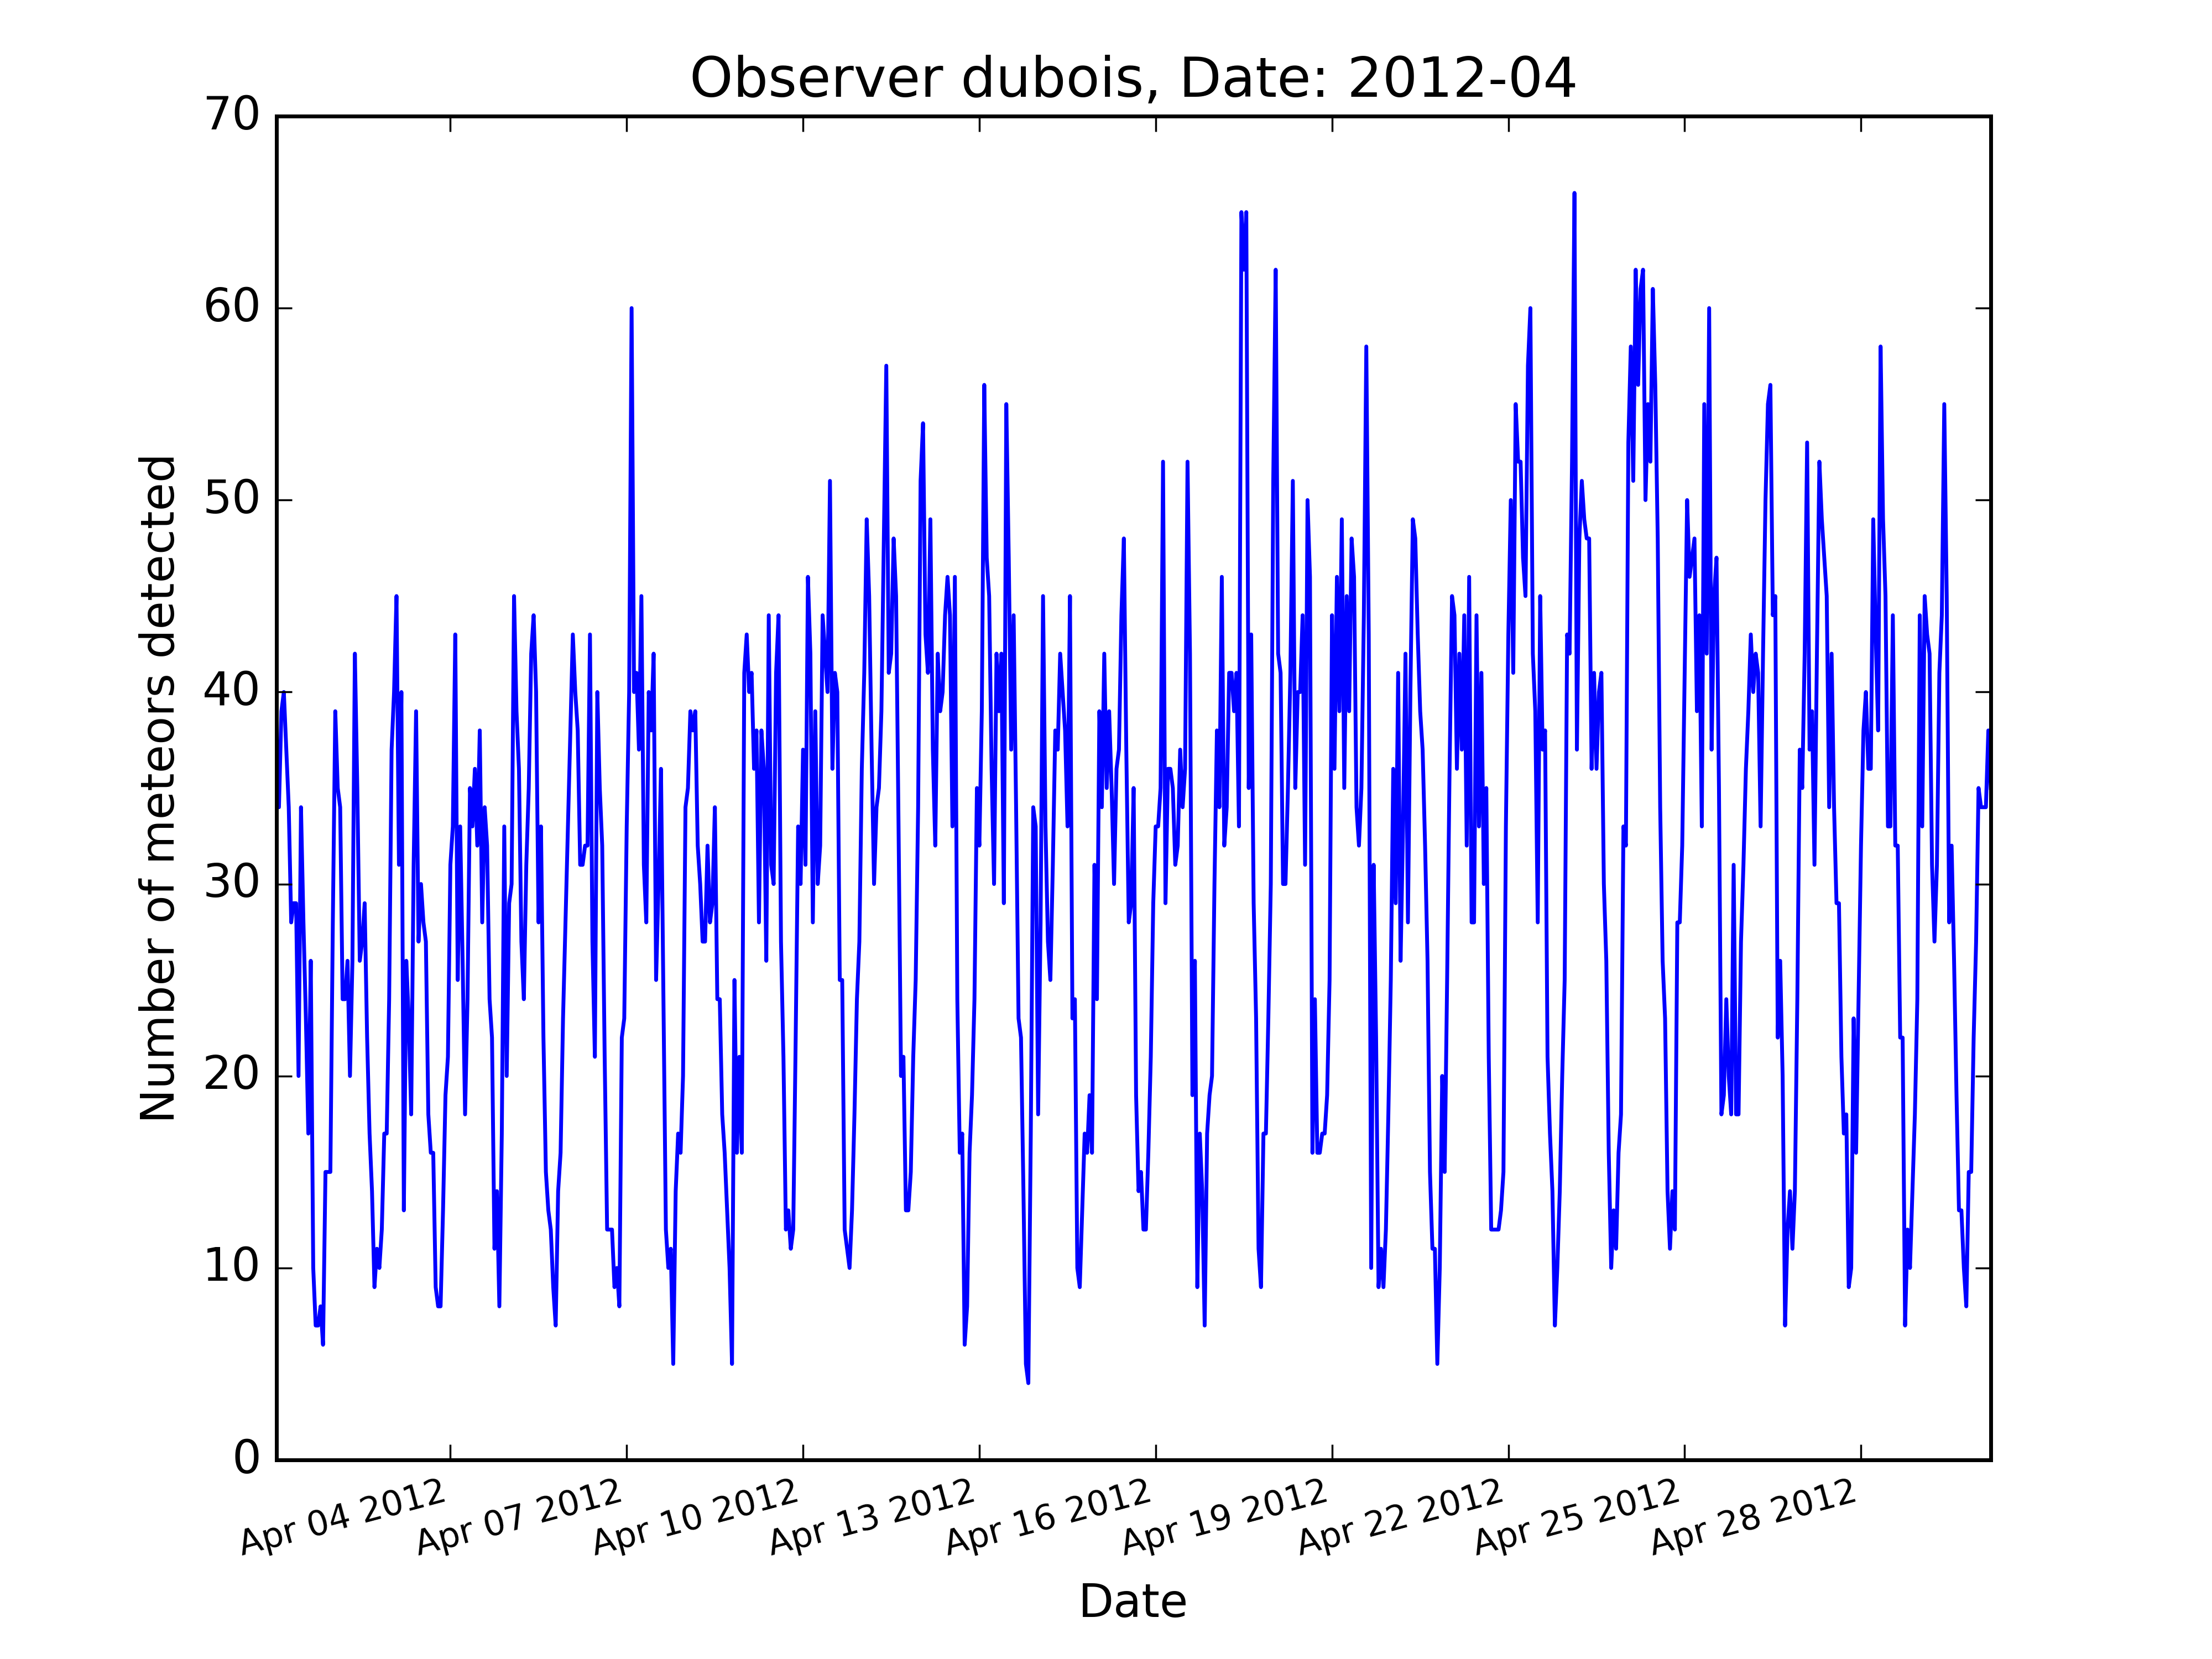 Observer dubois, Date: 2012-04
70
60
50
40
30
20
10
0
Number of meteors detected
Apr 04 2012
Apr 07 2012
Apr 10 2012
Apr 13 2012
Apr 16 2012
Apr 19 2012
Apr 22 2012
Apr 25 2012
Apr 28 2012
Date